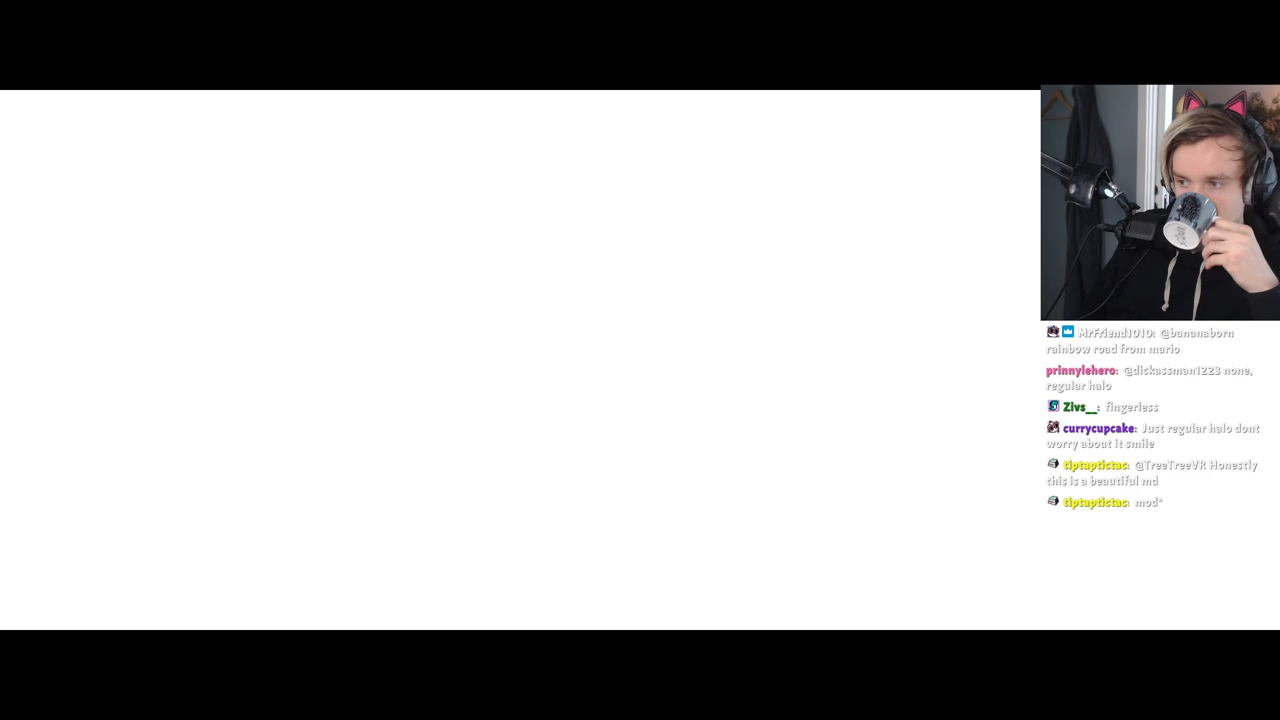 MrFriend1010: @bananaborn
rainbow road from mario
prinnylehero: @dickassman1223 none,
regular halo
Zivs__: fingerless
currycupcake: Just regular halo dont
worry about it smile
tiptaptictac: @TreeTreeVR Honestly
this is a beautiful md
tiptaptictac: mod*